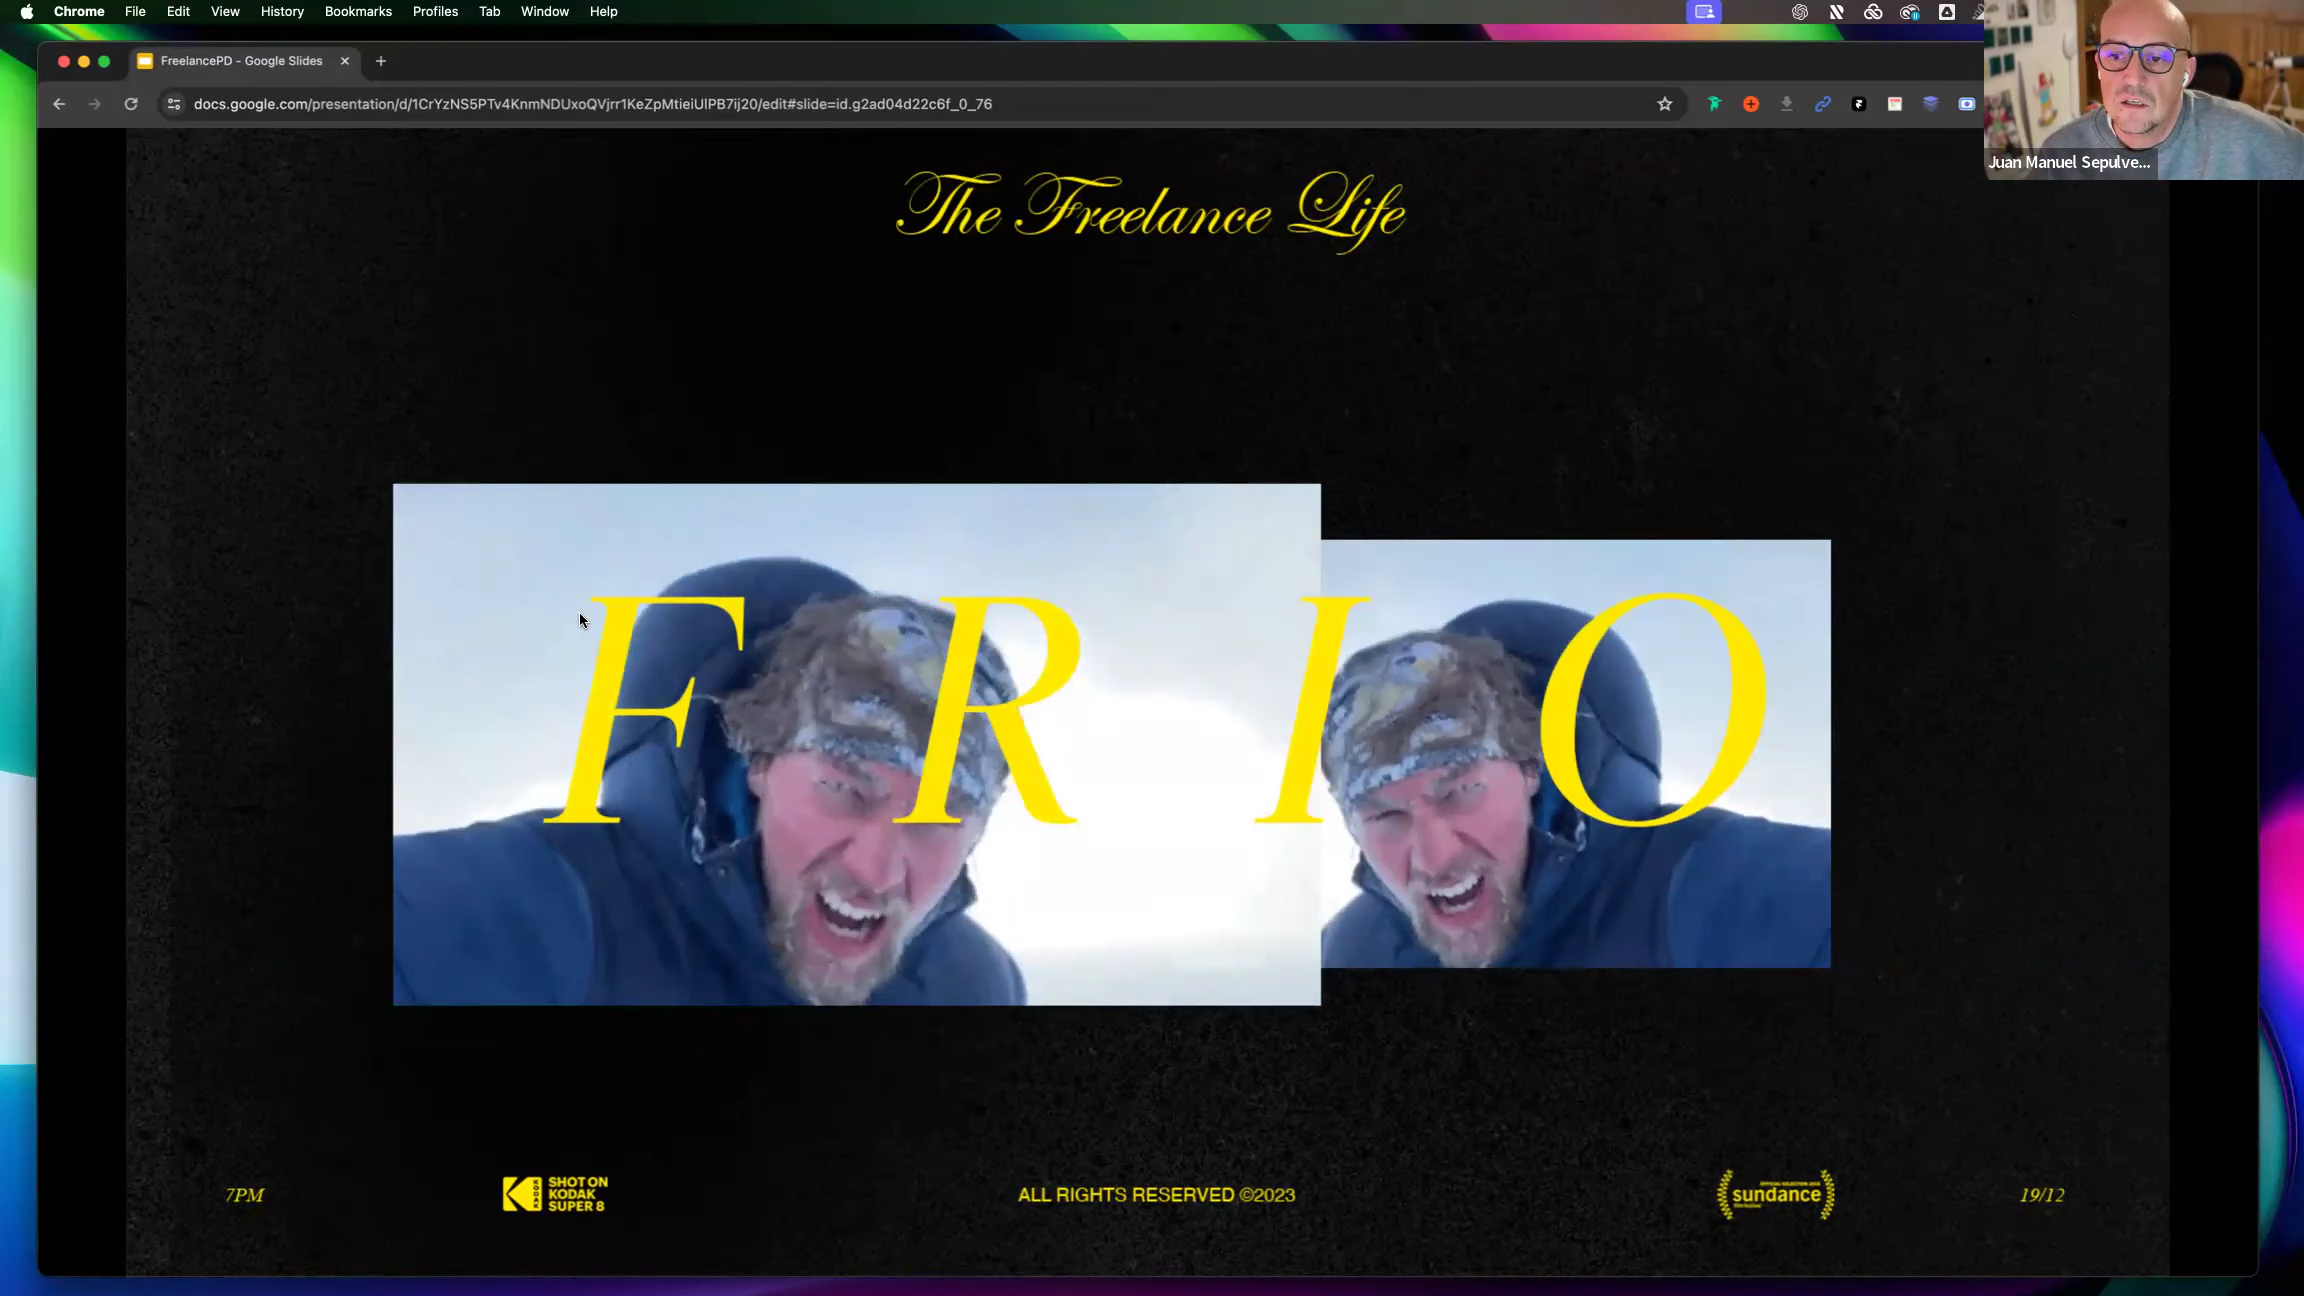 Chrome File Edit View History Bookmarks Profiles Tab Window Help
FreelancePD - Google Slides
docs.google.com/presentation/d/1CrYzNS5PTv4KnmNDUxoQVjrr1KeZpMtieiUlPB7ij20/edit#slide=id.g2ad04d22c6f_0_76
Juan Manuel Sepulve...
The Freelance Life
FRIO
7PM
KODAK
SHOT ON
KODAK
SUPER 8
ALL RIGHTS RESERVED ©2023
sundance
19/12